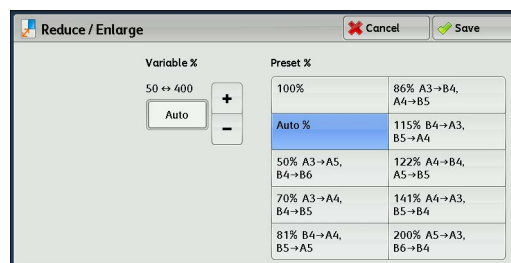 Reduce / Enlarge
Cancel
Save
Variable %
50 ↔ 400
Auto
+
−
Preset %
100%
Auto %
50% A3→A5,
B4→B6
70% A3→A4,
B4→B5
81% B4→A4,
B5→A5
86% A3→B4,
A4→B5
115% B4→A3,
B5→A4
122% A4→B4,
A5→B5
141% A4→A3,
B5→B4
200% A5→A3,
B6→B4